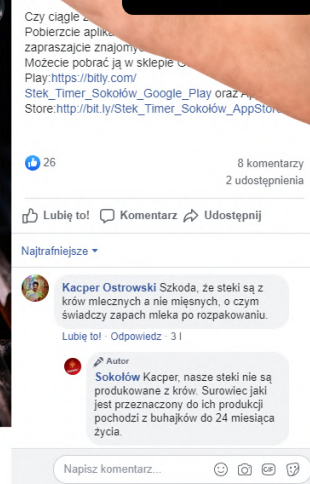 Czy ciągle z
Pobierzcie aplika
zapraszajcie znajomy
Możecie pobrać ją w sklepie G
Play:https://bitly.com/
Stek_Timer_Sokołów_Google_Play oraz A
Store:http://bit.ly/Stek_Timer_Sokołów_AppStor
26
8 komentarzy
2 udostępnienia
Lubię to! Komentarz Udostępnij
Najtrafniejsze
Kacper Ostrowski Szkoda, że steki są z
krów mlecznych a nie mięsnych, o czym
świadczy zapach mleka po rozpakowaniu.
Lubię to! · Odpowiedz · 3 l
Autor
Sokołów Kacper, nasze steki nie są
produkowane z krów. Surowiec jaki
jest przeznaczony do ich produkcji
pochodzi z buhajków do 24 miesiąca
życia.
Napisz komentarz...
GIF